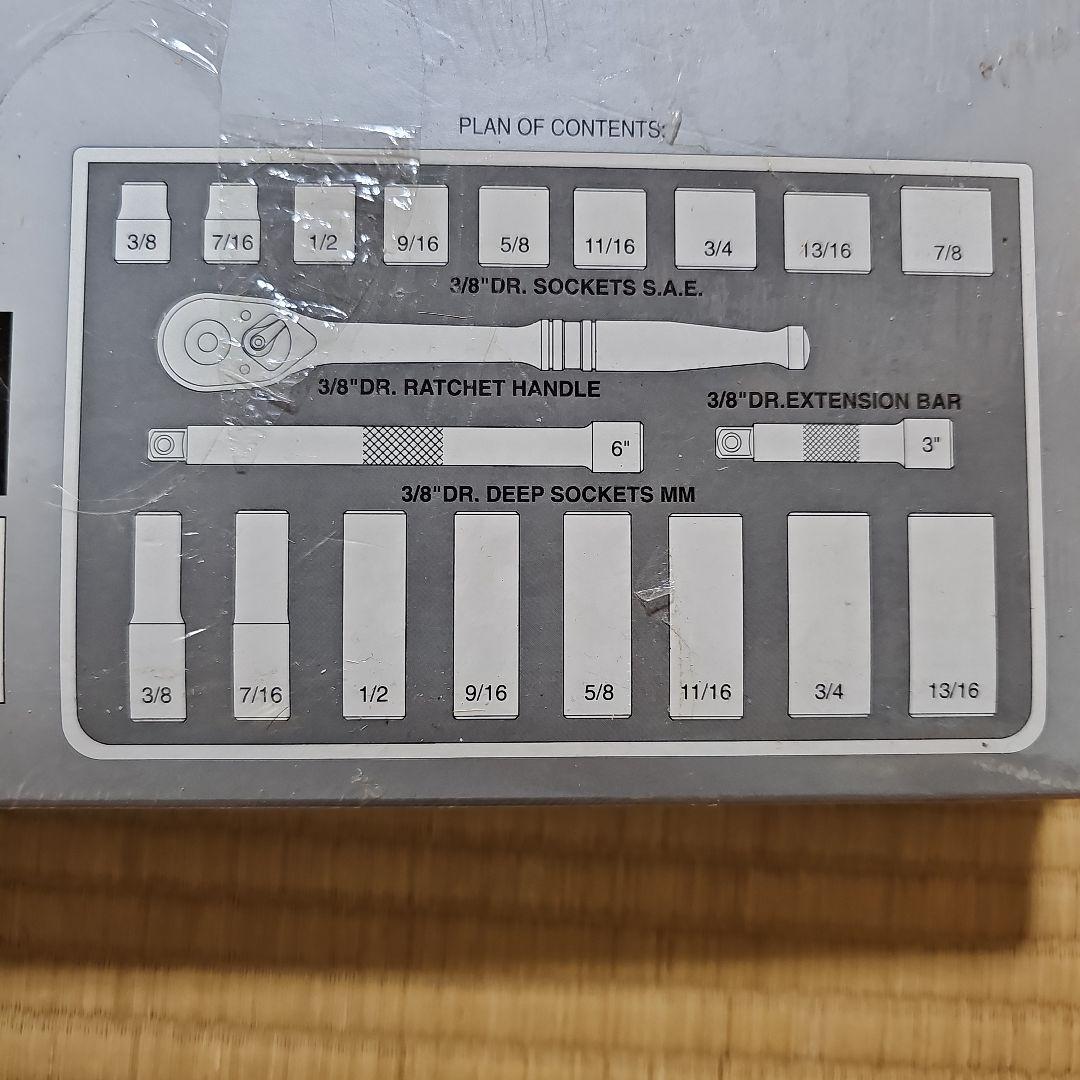 PLAN OF CONTENTS:
3/8 7/16 1/2 9/16 5/8 11/16 3/4 13/16 7/8
3/8"DR. SOCKETS S.A.E.
3/8"DR. RATCHET HANDLE
3/8"DR.EXTENSION BAR
6" 3"
3/8"DR. DEEP SOCKETS MM
3/8 7/16 1/2 9/16 5/8 11/16 3/4 13/16